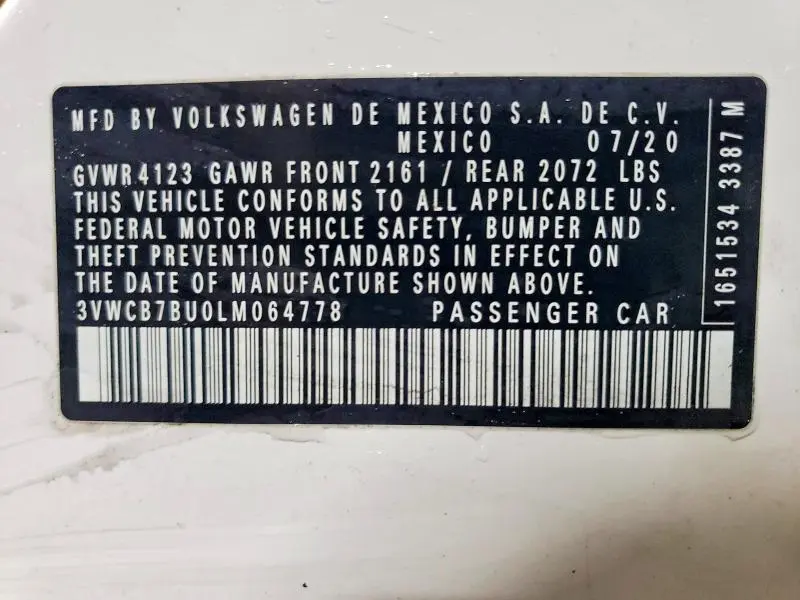 MFD BY VOLKSWAGEN DE MEXICO S.A. DE C.V.
MEXICO 07/20
GVWR 4123 GAWR FRONT 2161 / REAR 2072 LBS
THIS VEHICLE CONFORMS TO ALL APPLICABLE U.S.
FEDERAL MOTOR VEHICLE SAFETY, BUMPER AND
THEFT PREVENTION STANDARDS IN EFFECT ON
THE DATE OF MANUFACTURE SHOWN ABOVE.
3VWCB7BU0LM064778 PASSENGER CAR
1651534 3387 M